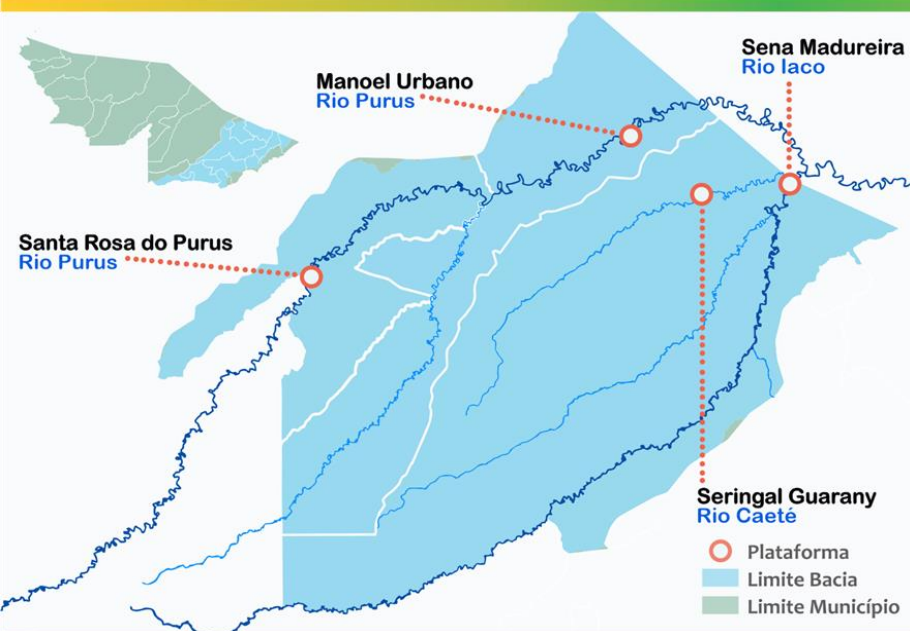 Sena Madureira
Rio Iaco
Manoel Urbano
Rio Purus
Santa Rosa do Purus
Rio Purus
Seringal Guarany
Rio Caeté
Plataforma
Limite Bacia
Limite Município